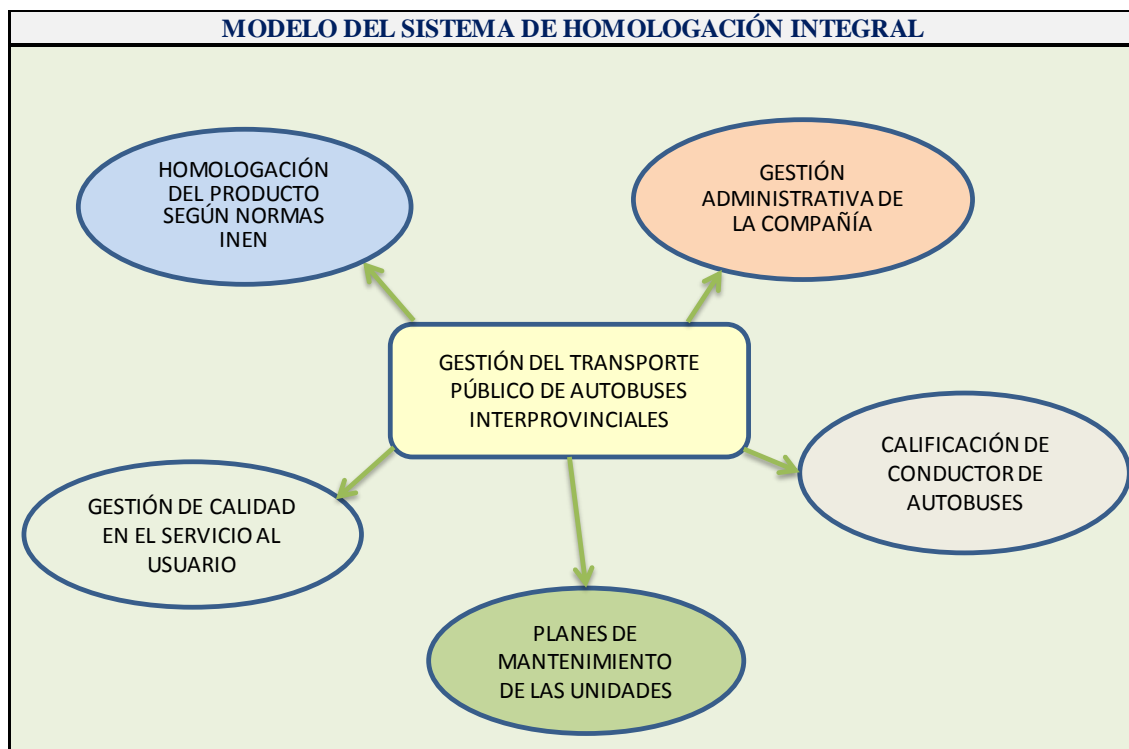 MODELO DEL SISTEMA DE HOMOLOGACIÓN INTEGRAL
HOMOLOGACIÓN
DEL PRODUCTO
SEGÚN NORMAS
INEN
GESTIÓN
ADMINISTRATIVA DE
LA COMPAÑÍA
GESTIÓN DEL TRANSPORTE
PÚBLICO DE AUTOBUSES
INTERPROVINCIALES
CALIFICACIÓN DE
CONDUCTOR DE
AUTOBUSES
GESTIÓN DE CALIDAD
EN EL SERVICIO AL
USUARIO
PLANES DE
MANTENIMIENTO
DE LAS UNIDADES